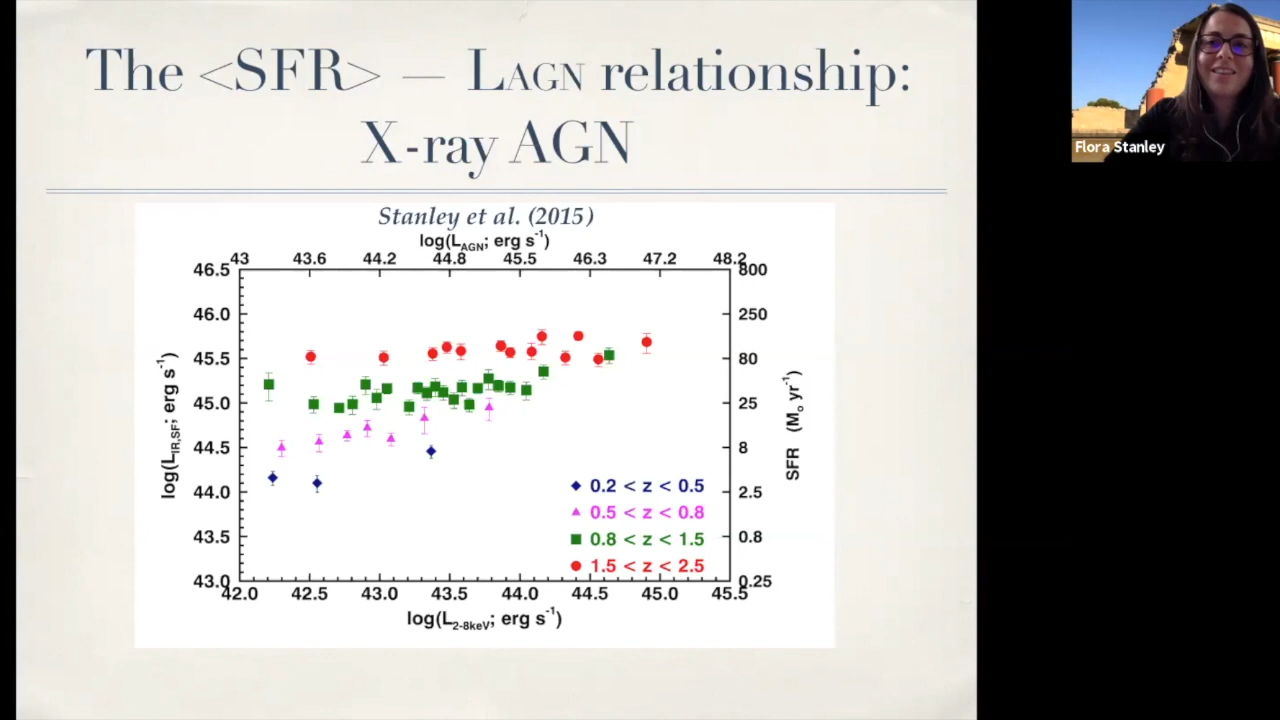 The <SFR> — LAGN relationship:
X-ray AGN
Flora Stanley
Stanley et al. (2015)
log(L_AGN; erg s^-1)
43 43.6 44.2 44.8 45.5 46.3 47.2 48.2
46.5 800
46.0 250
45.5 80
45.0 25
44.5 8
44.0 2.5
43.5 0.8
43.0 0.25
log(L_IR,SF; erg s^-1)
SFR (M_o yr^-1)
0.2 < z < 0.5
0.5 < z < 0.8
0.8 < z < 1.5
1.5 < z < 2.5
42.0 42.5 43.0 43.5 44.0 44.5 45.0 45.5
log(L_2-8keV; erg s^-1)